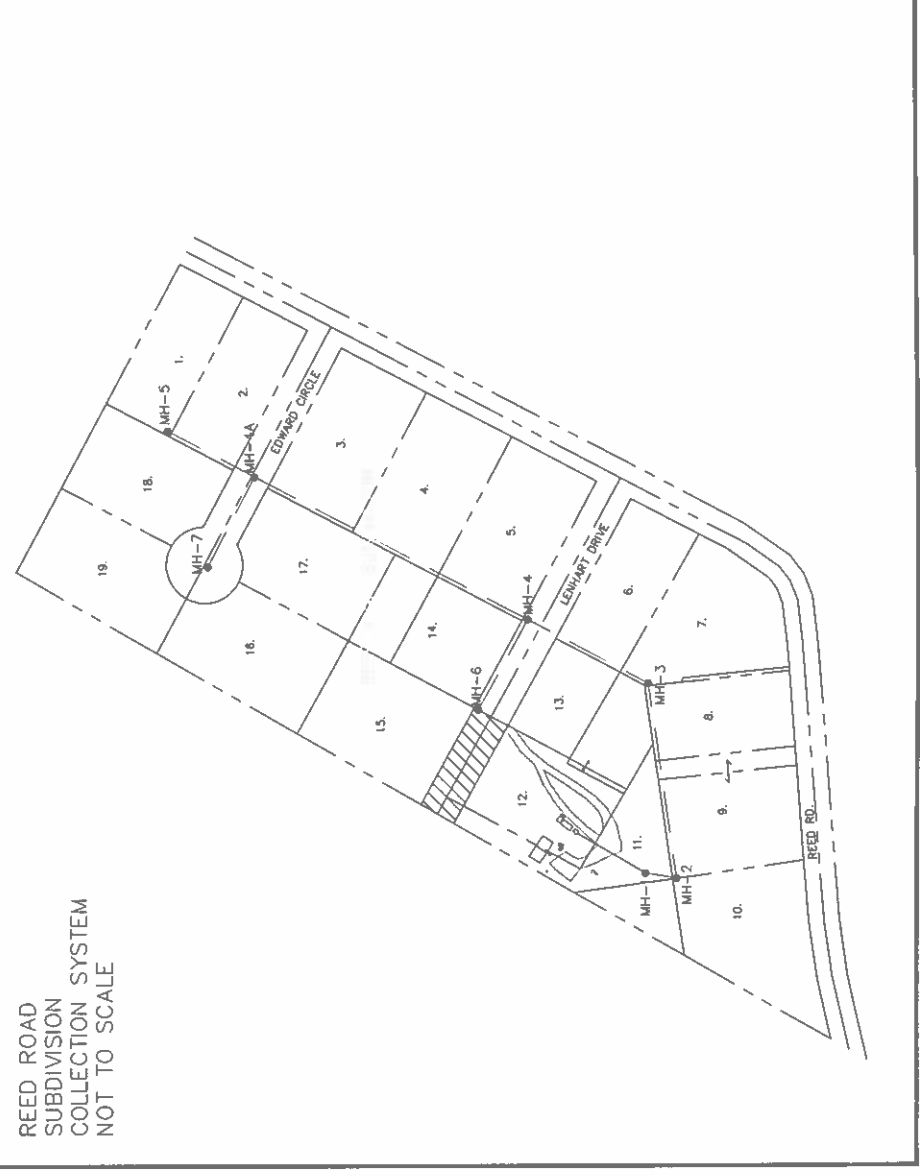 REED ROAD
SUBDIVISION
COLLECTION SYSTEM
NOT TO SCALE
19.
18.
MH-5
1.
2.
MH-7
MH-4A
EDWARD CIRCLE
16.
17.
3.
4.
15.
14.
5.
MH-6
MH-4
LENHART DRIVE
12.
13.
6.
MH-3
7.
11.
8.
MH-
MH-2
9.
10.
REED RD.